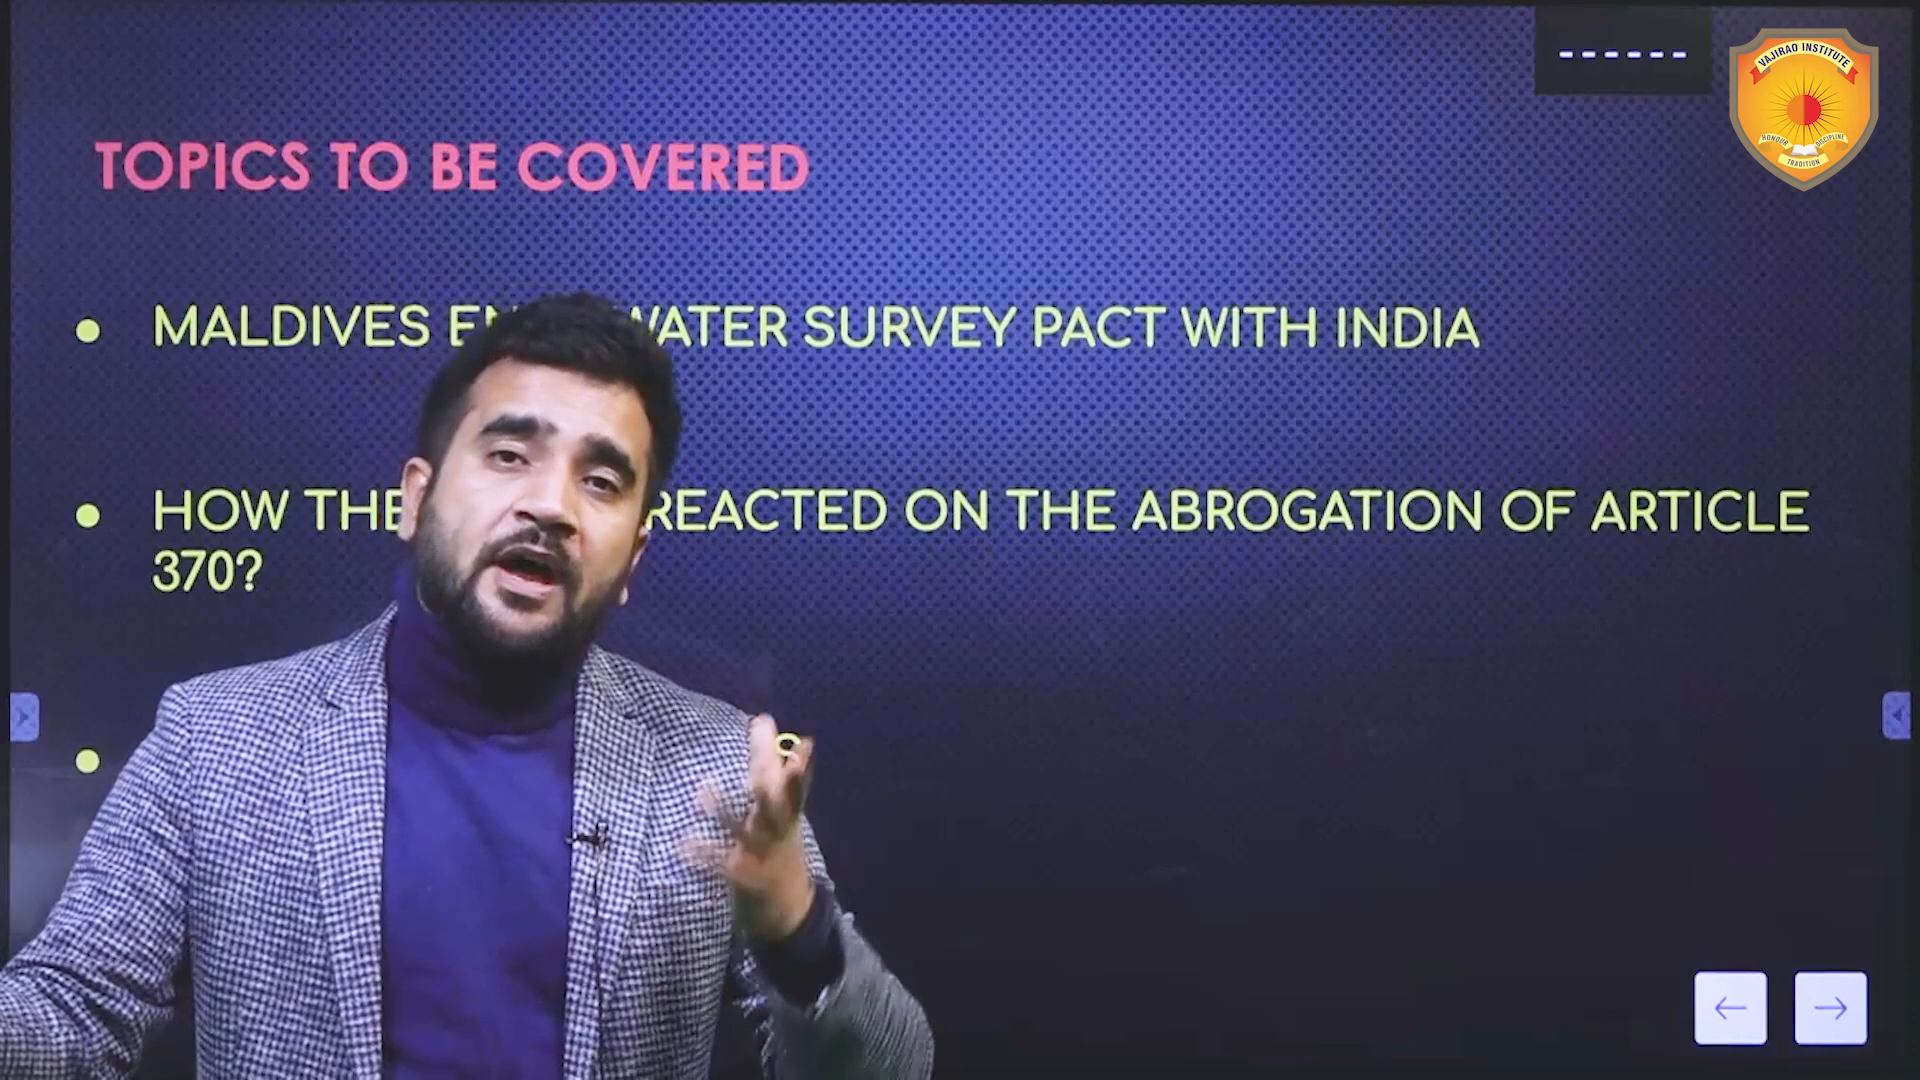 VAJIRAO INSTITUTE
HONOUR DISCIPLINE
TRADITION
TOPICS TO BE COVERED
MALDIVES WATER SURVEY PACT WITH INDIA
HOW THE REACTED ON THE ABROGATION OF ARTICLE
370?